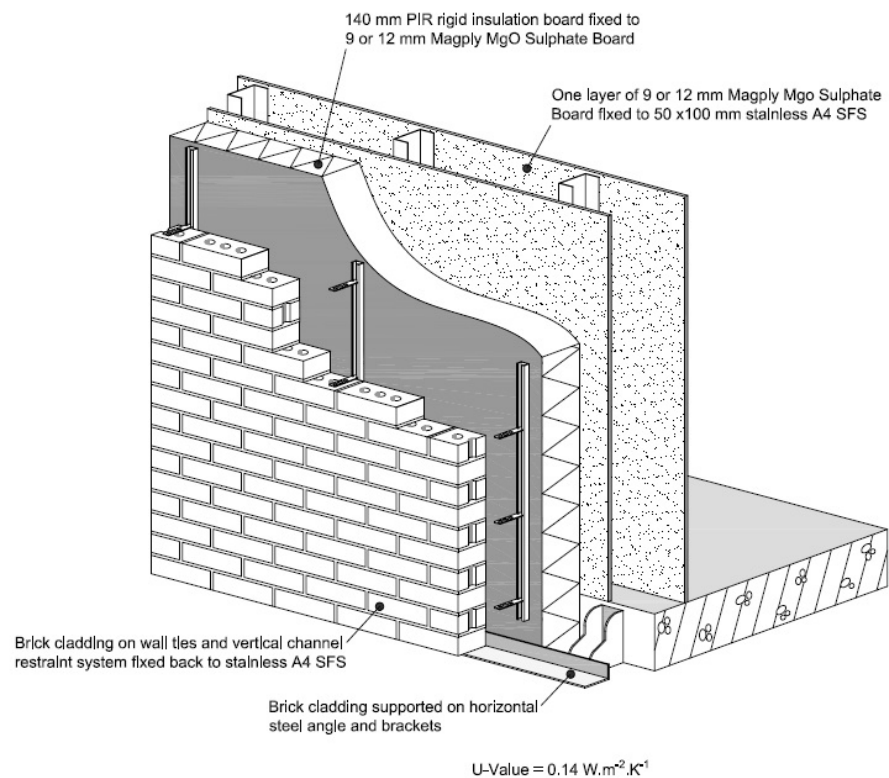 140 mm PIR rigid insulation board fixed to
9 or 12 mm Magply MgO Sulphate Board
One layer of 9 or 12 mm Magply Mgo Sulphate
Board fixed to 50 x100 mm stainless A4 SFS
Brick cladding on wall ties and vertical channel
restraint system fixed back to stainless A4 SFS
Brick cladding supported on horizontal
steel angle and brackets
U-Value = 0.14 W.m⁻².K⁻¹